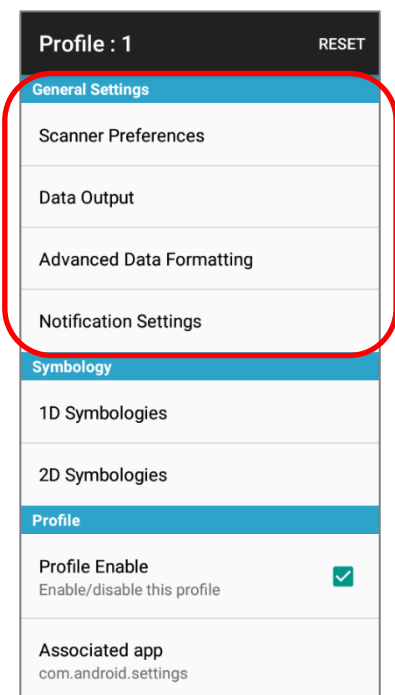 Profile : 1 RESET
General Settings
Scanner Preferences
Data Output
Advanced Data Formatting
Notification Settings
Symbology
1D Symbologies
2D Symbologies
Profile
Profile Enable
Enable/disable this profile
Associated app
com.android.settings